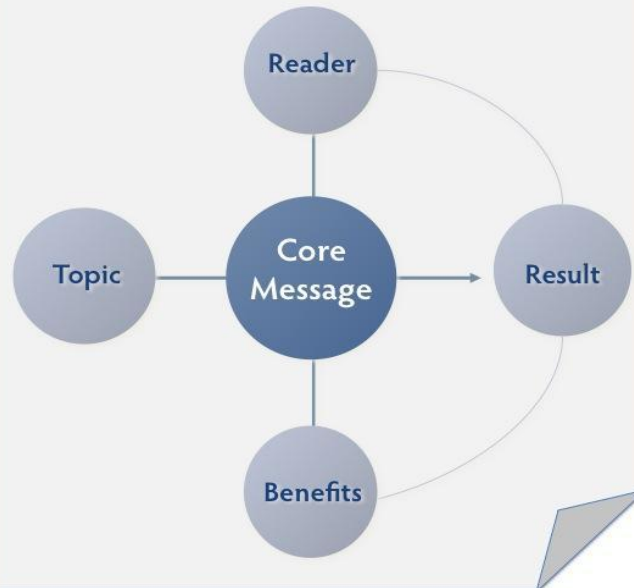 Reader
Topic
Core
Message
Result
Benefits